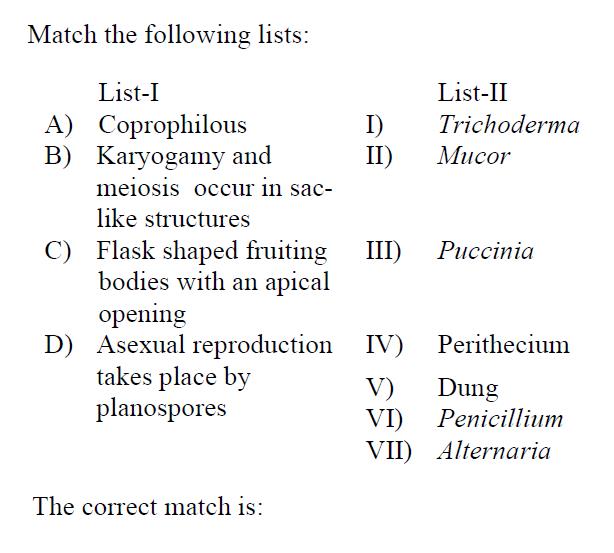 Match the following lists:
List-I List-II
A) Coprophilous I) Trichoderma
B) Karyogamy and II) Mucor
meiosis occur in sac-
like structures
C) Flask shaped fruiting III) Puccinia
bodies with an apical
opening
D) Asexual reproduction IV) Perithecium
takes place by V) Dung
planospores VI) Penicillium
VII) Alternaria
The correct match is: